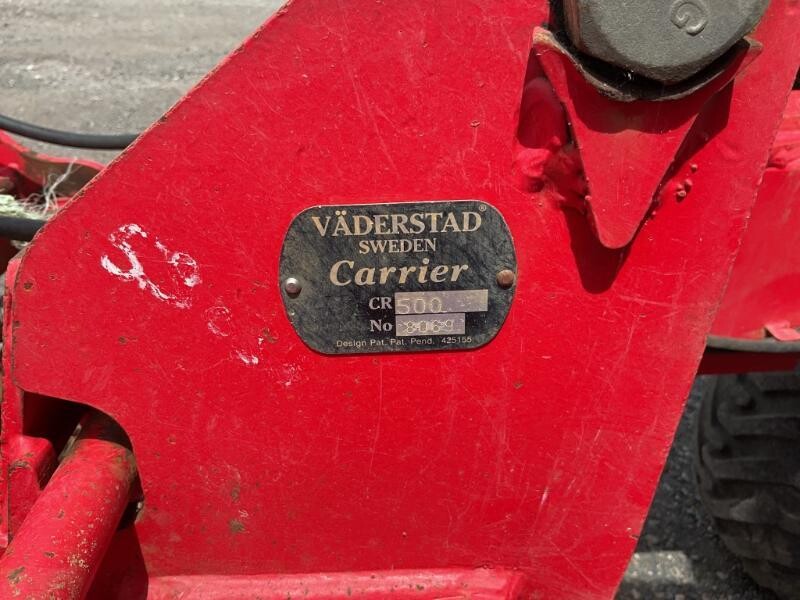 VÄDERSTAD®
SWEDEN
Carrier
CR 500
No 8069
Design Pat. Pat. Pend. 425155
G